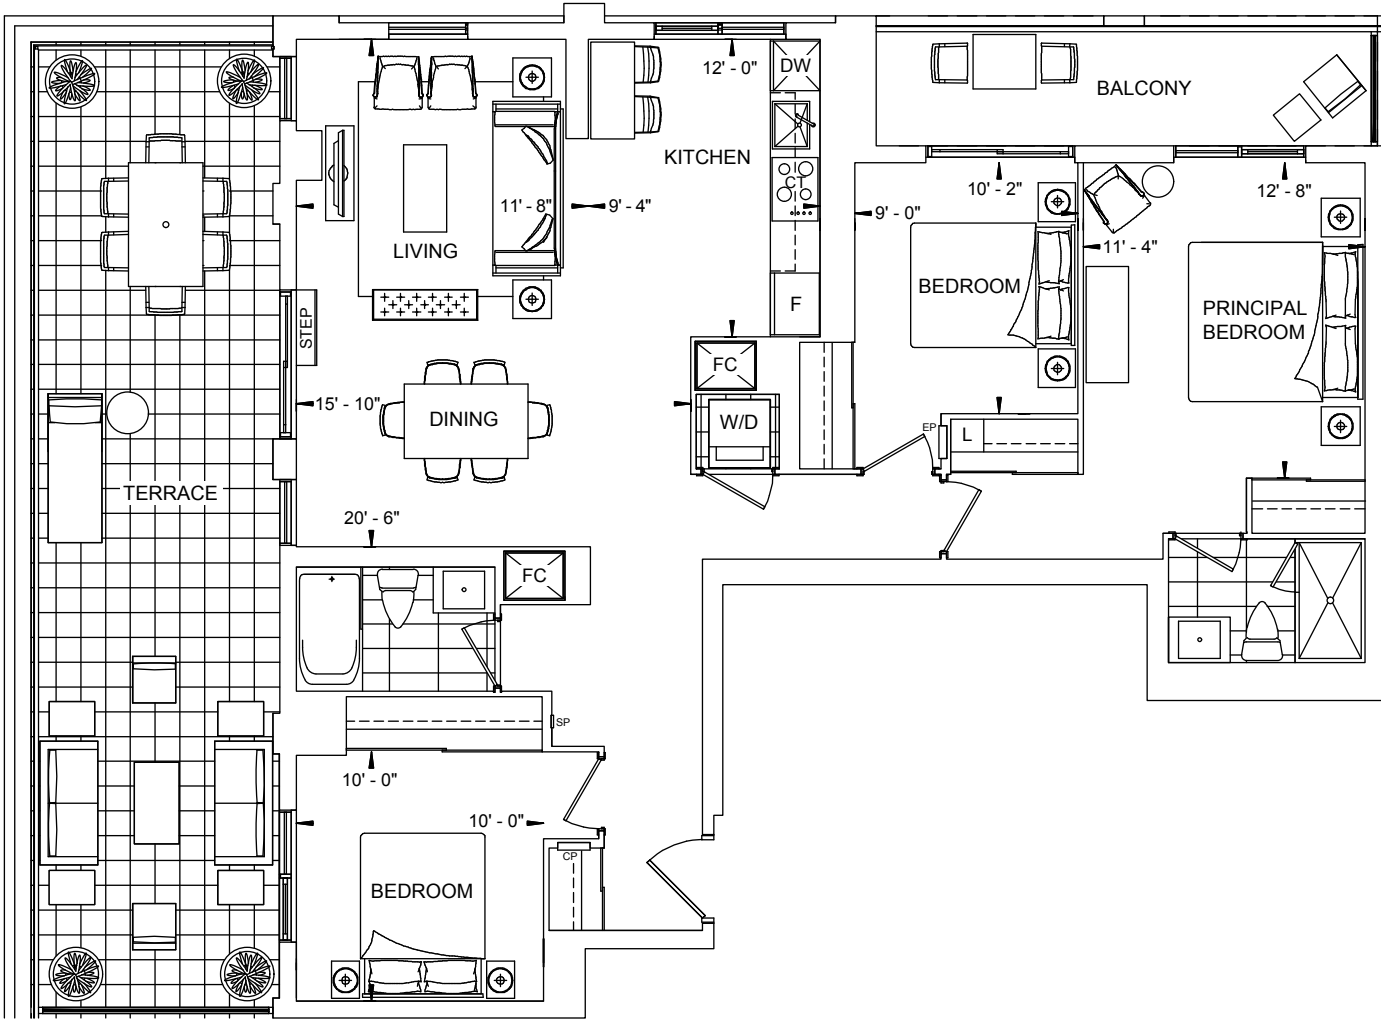 12' - 0"
DW
BALCONY
KITCHEN
CT
10' - 2"
12' - 8"
11' - 8"
9' - 4"
9' - 0"
11' - 4"
LIVING
BEDROOM
F
PRINCIPAL
BEDROOM
STEP
FC
15' - 10"
DINING
W/D
EP
L
TERRACE
20' - 6"
FC
SP
10' - 0"
10' - 0"
CP
BEDROOM